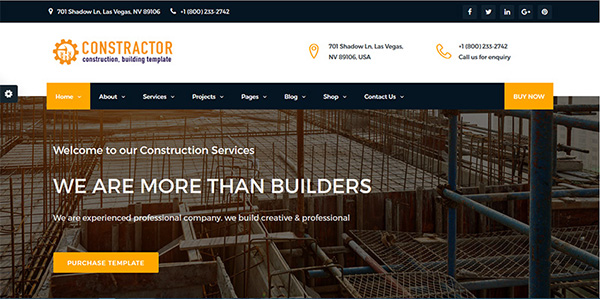 701 Shadow Ln, Las Vegas, NV 89106 +1 (800) 233-2742
CONSTRACTOR
construction, building template
701 Shadow Ln, Las Vegas,
NV 89106, USA
+1 (800) 233-2742
Call us for enquiry
Home About Services Projects Pages Blog Shop Contact Us BUY NOW
Welcome to our Construction Services
WE ARE MORE THAN BUILDERS
We are experienced professional company. we build creative & professional
PURCHASE TEMPLATE